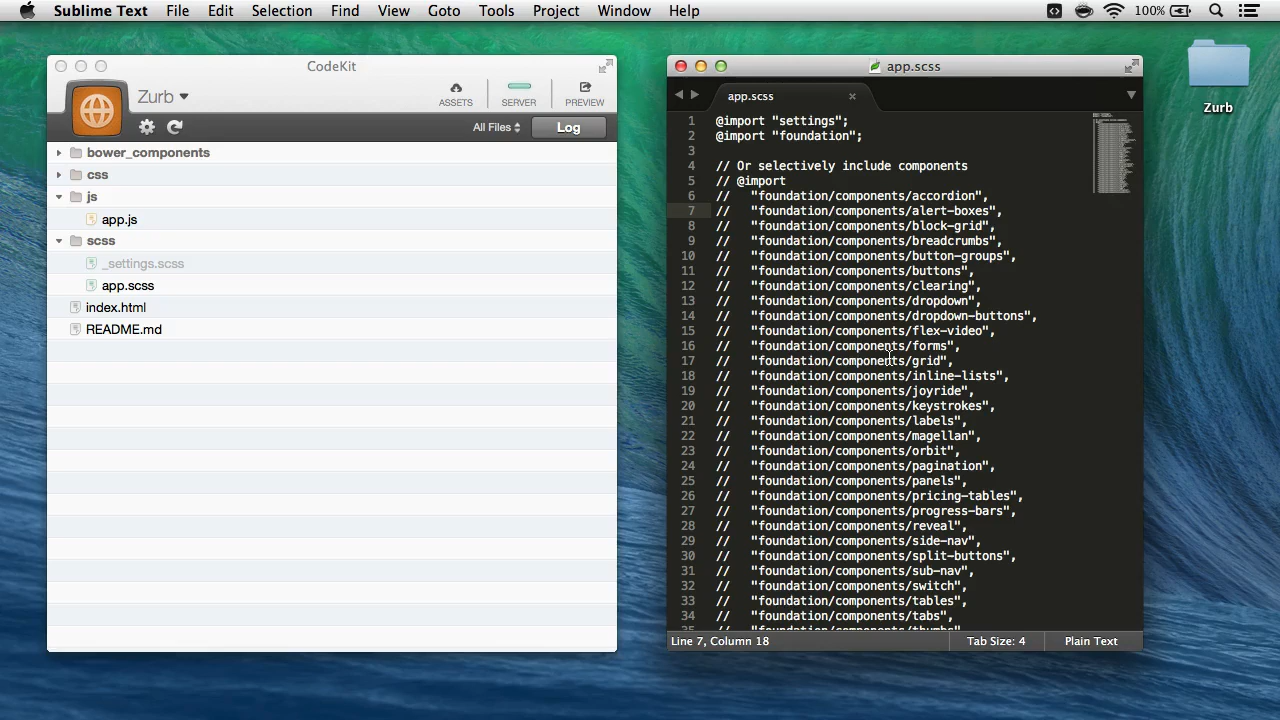 Sublime Text File Edit Selection Find View Goto Tools Project Window Help 100%
CodeKit
Zurb
ASSETS SERVER PREVIEW
All Files Log
bower_components
css
js
app.js
scss
_settings.scss
app.scss
index.html
README.md
app.scss
app.scss
1 @import "settings";
2 @import "foundation";
3
4 // Or selectively include components
5 // @import
6 //   "foundation/components/accordion",
7 //   "foundation/components/alert-boxes",
8 //   "foundation/components/block-grid",
9 //   "foundation/components/breadcrumbs",
10 //   "foundation/components/button-groups",
11 //   "foundation/components/buttons",
12 //   "foundation/components/clearing",
13 //   "foundation/components/dropdown",
14 //   "foundation/components/dropdown-buttons",
15 //   "foundation/components/flex-video",
16 //   "foundation/components/forms",
17 //   "foundation/components/grid",
18 //   "foundation/components/inline-lists",
19 //   "foundation/components/joyride",
20 //   "foundation/components/keystrokes",
21 //   "foundation/components/labels",
22 //   "foundation/components/magellan",
23 //   "foundation/components/orbit",
24 //   "foundation/components/pagination",
25 //   "foundation/components/panels",
26 //   "foundation/components/pricing-tables",
27 //   "foundation/components/progress-bars",
28 //   "foundation/components/reveal",
29 //   "foundation/components/side-nav",
30 //   "foundation/components/split-buttons",
31 //   "foundation/components/sub-nav",
32 //   "foundation/components/switch",
33 //   "foundation/components/tables",
34 //   "foundation/components/tabs",
Line 7, Column 18 Tab Size: 4 Plain Text
Zurb